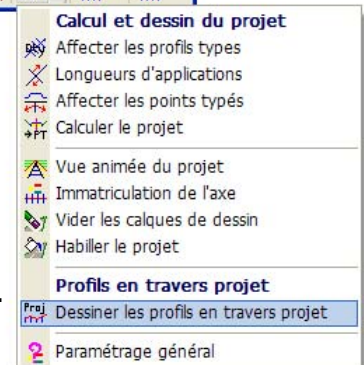 Calcul et dessin du projet
Affecter les profils types
Longueurs d'applications
Affecter les points typés
Calculer le projet
Vue animée du projet
Immatriculation de l'axe
Vider les calques de dessin
Habiller le projet
Profils en travers projet
Proj Dessiner les profils en travers projet
Paramétrage général